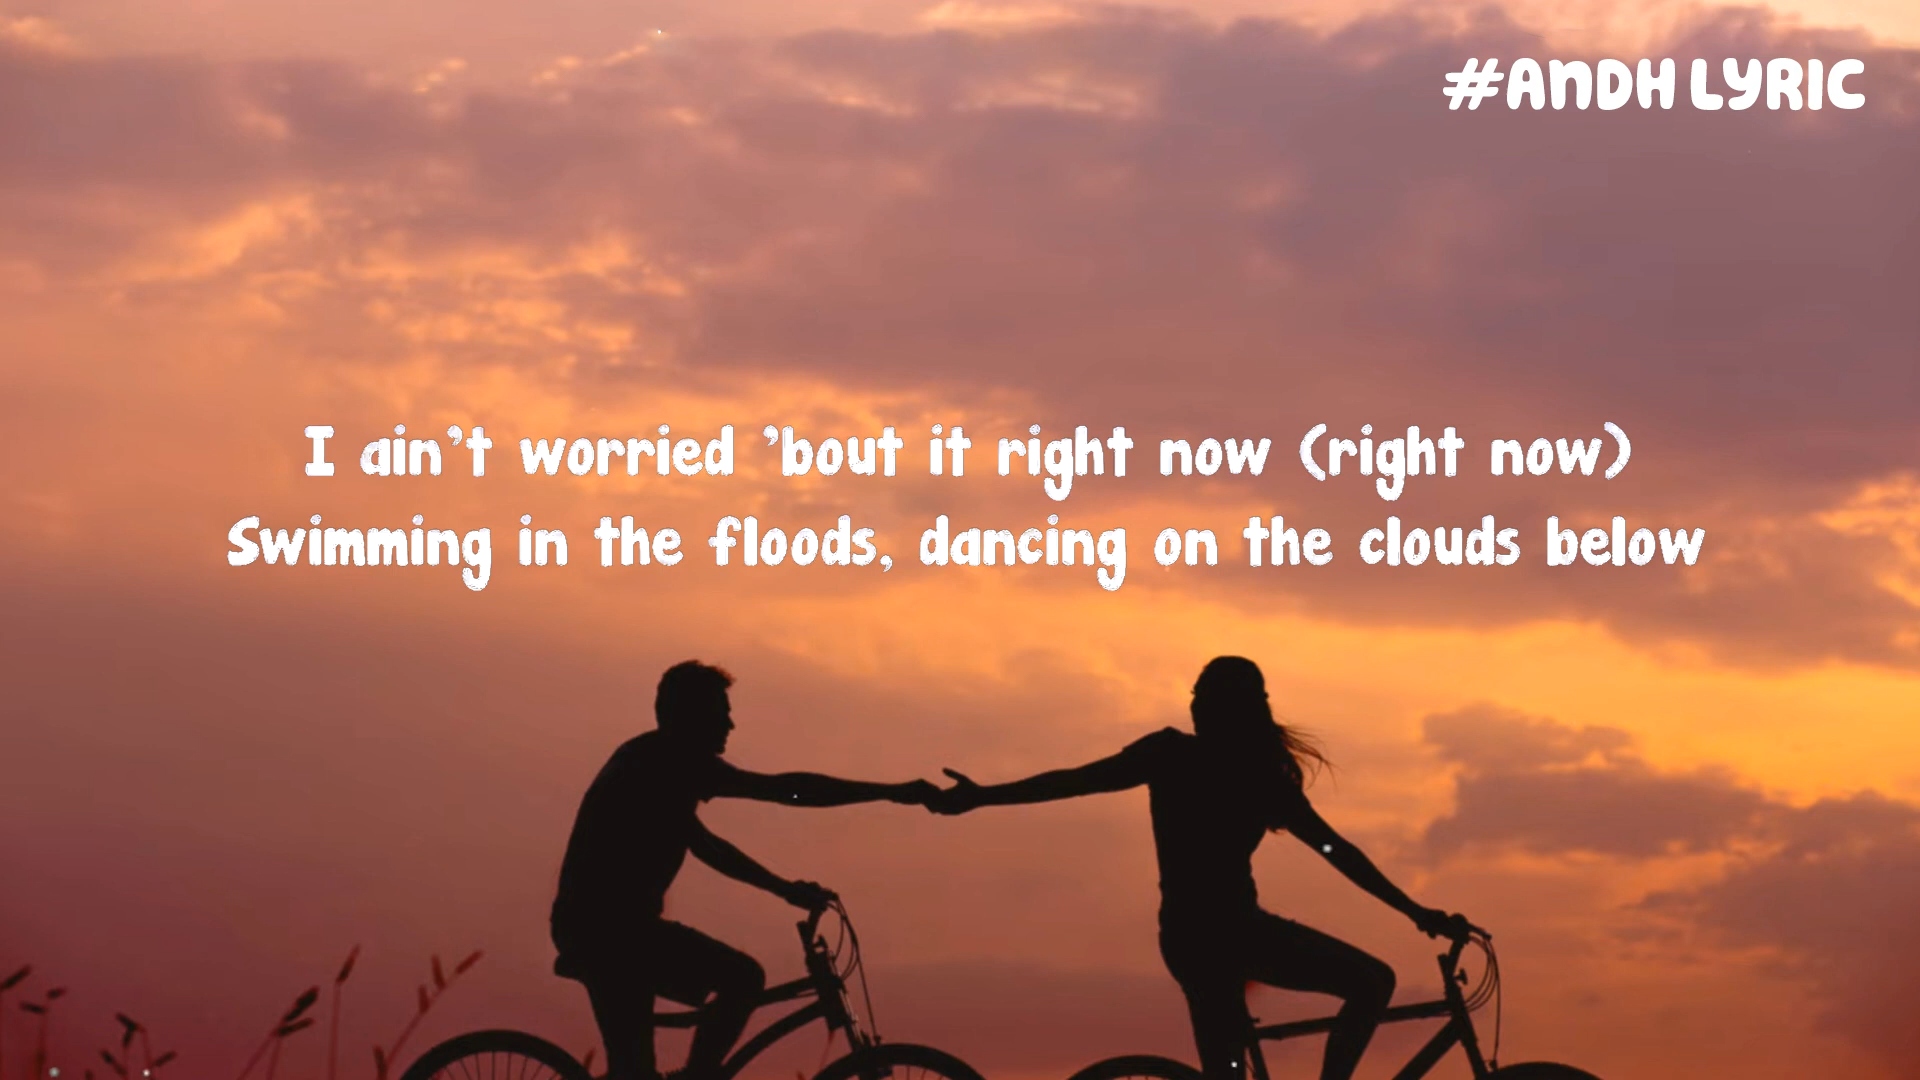 #ANDH LYRIC
I ain't worried 'bout it right now (right now)
Swimming in the floods, dancing on the clouds below